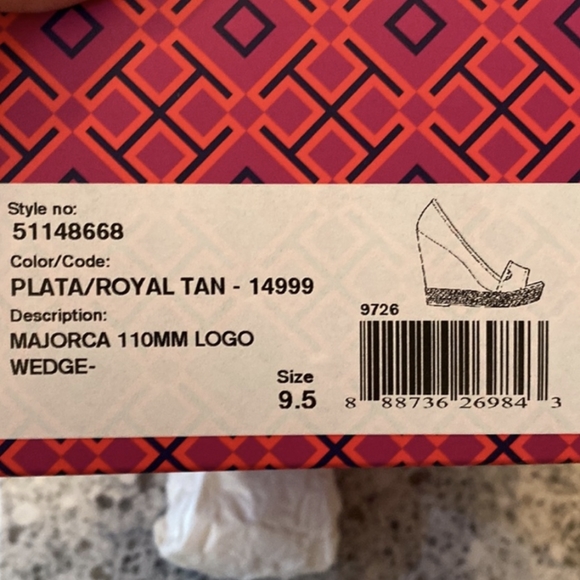 Style no:
51148668
Color/Code:
PLATA/ROYAL TAN - 14999
Description:
MAJORCA 110MM LOGO
WEDGE-
Size
9.5
9726
8 88736 26984 3